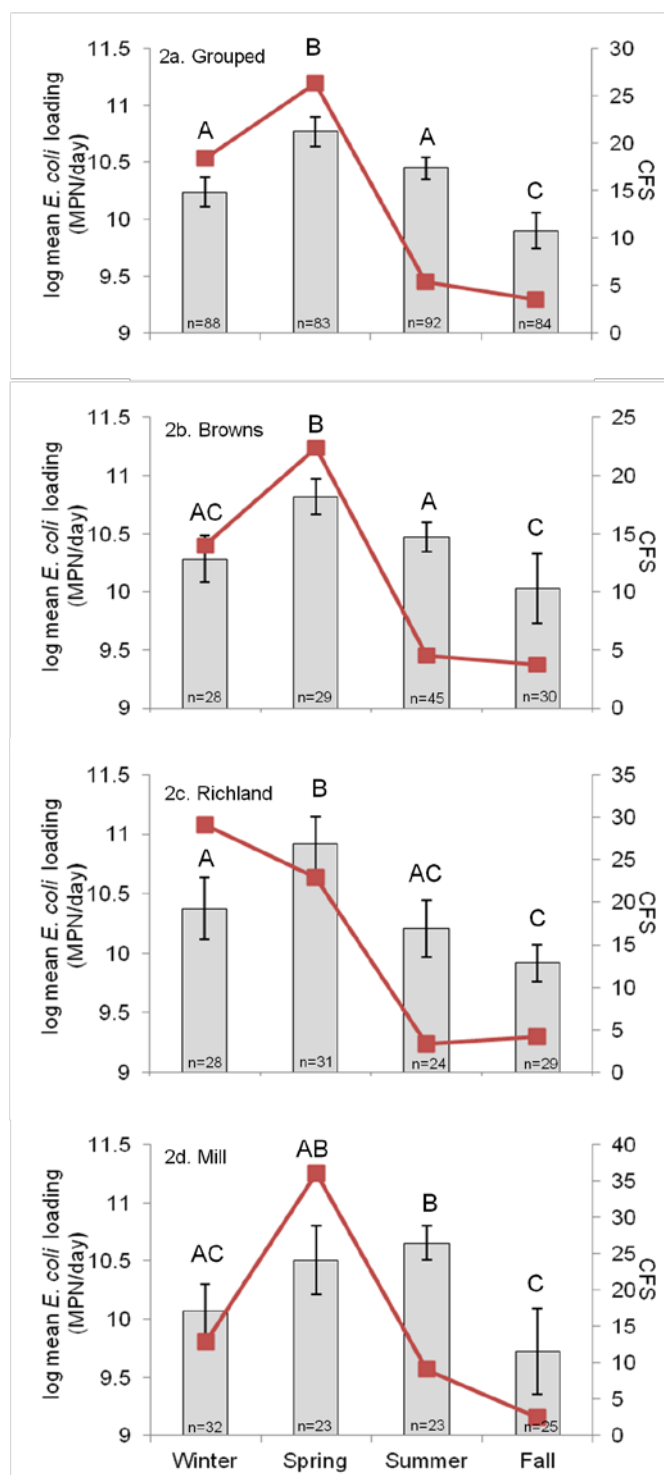 2a. Grouped
log mean E. coli loading
(MPN/day)
11.5
11
10.5
10
9.5
9
A
B
A
C
n=88
n=83
n=92
n=84
30
25
20
15
10
5
0
CFS
2b. Browns
log mean E. coli loading
(MPN/day)
11.5
11
10.5
10
9.5
9
AC
B
A
C
n=28
n=29
n=45
n=30
25
20
15
10
5
0
CFS
2c. Richland
log mean E. coli loading
(MPN/day)
11.5
11
10.5
10
9.5
9
A
B
AC
C
n=28
n=31
n=24
n=29
35
30
25
20
15
10
5
0
CFS
2d. Mill
log mean E. coli loading
(MPN/day)
11.5
11
10.5
10
9.5
9
AC
AB
B
C
n=32
n=23
n=23
n=25
40
35
30
25
20
15
10
5
0
CFS
Winter Spring Summer Fall